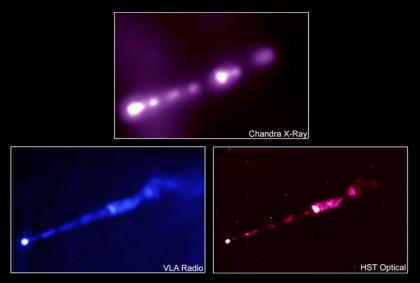 Chandra X-Ray
VLA Radio
HST Optical